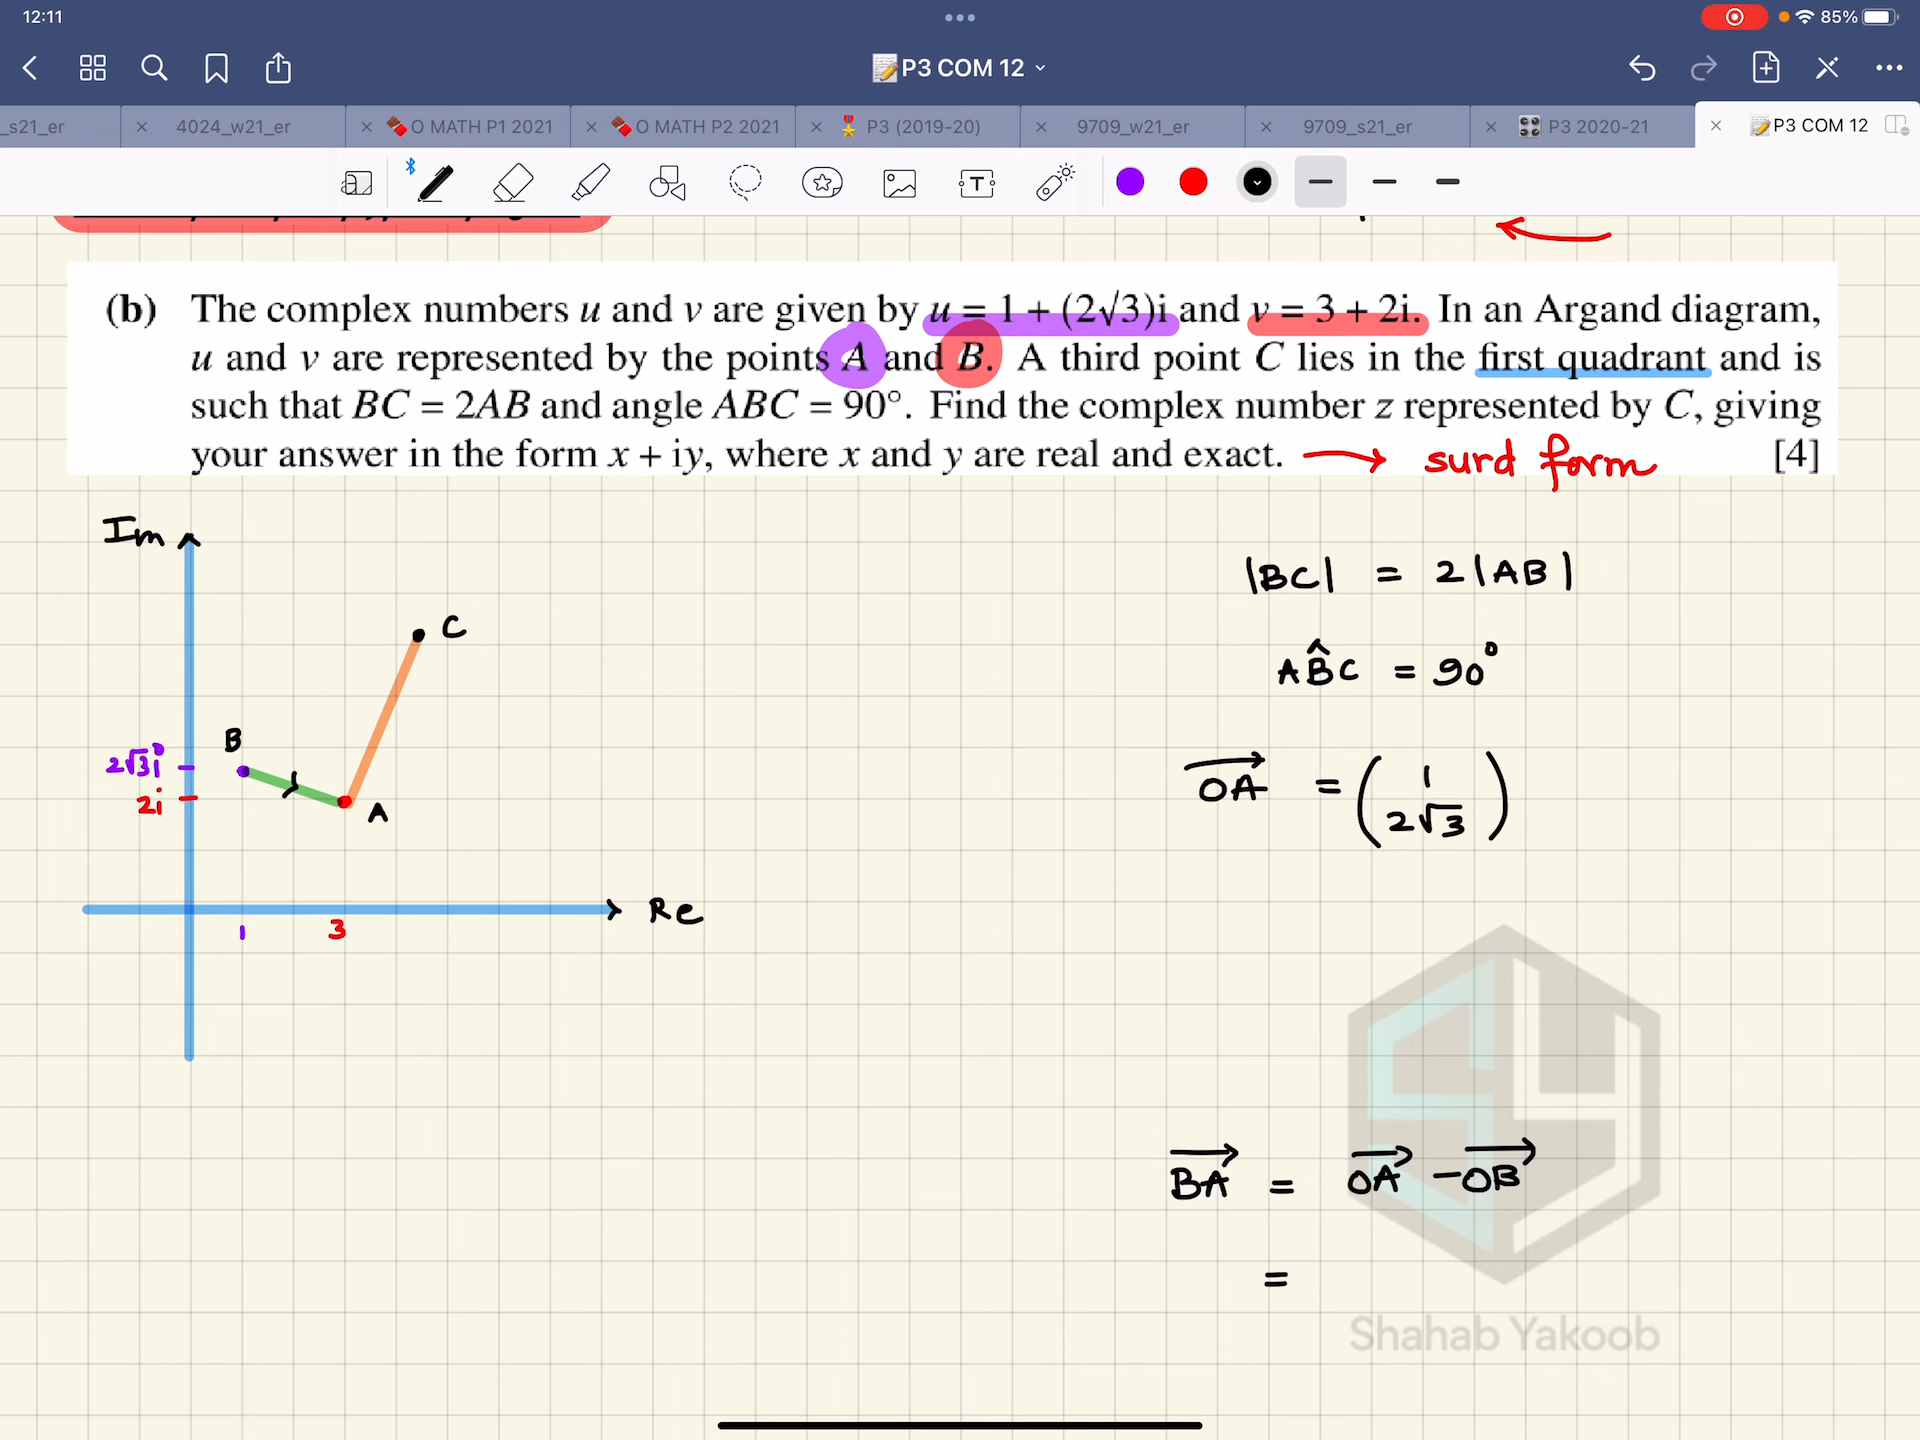 12:11
85%
P3 COM 12
_s21_er
4024_w21_er
O MATH P1 2021
O MATH P2 2021
P3 (2019-20)
9709_w21_er
9709_s21_er
P3 2020-21
P3 COM 12
(b) The complex numbers u and v are given by u = 1 + (2√3)i and v = 3 + 2i. In an Argand diagram,
u and v are represented by the points A and B. A third point C lies in the first quadrant and is
such that BC = 2AB and angle ABC = 90°. Find the complex number z represented by C, giving
your answer in the form x + iy, where x and y are real and exact. → surd form [4]
Im
|BC| = 2|AB|
C
AB̂C = 90°
B
2√3i
2i
A
OA→ = (1 2√3)
Re
1 3
BA→ = OA→ - OB→
=
Shahab Yakoob